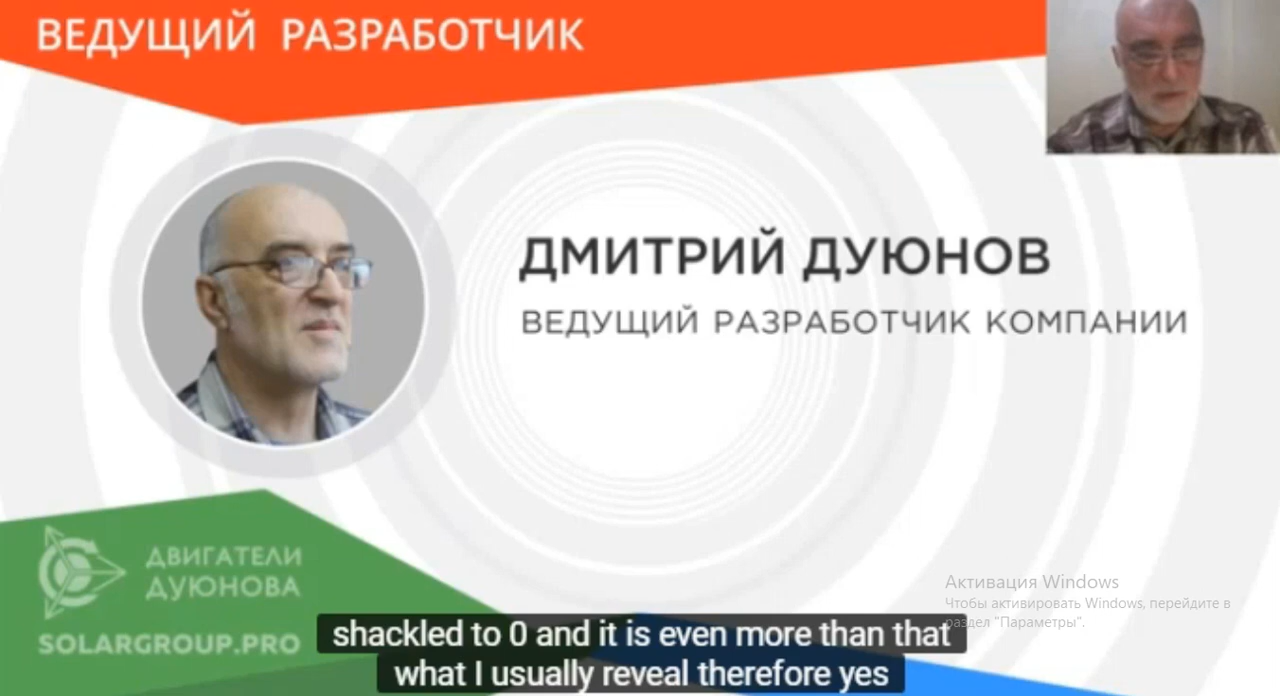 ВЕДУЩИЙ РАЗРАБОТЧИК
ДМИТРИЙ ДУЮНОВ
ВЕДУЩИЙ РАЗРАБОТЧИК КОМПАНИИ
ДВИГАТЕЛИ
ДУЮНОВА
SOLARGROUP.PRO
Активация Windows
Чтобы активировать Windows, перейдите в
раздел "Параметры".
shackled to 0 and it is even more than that
what I usually reveal therefore yes